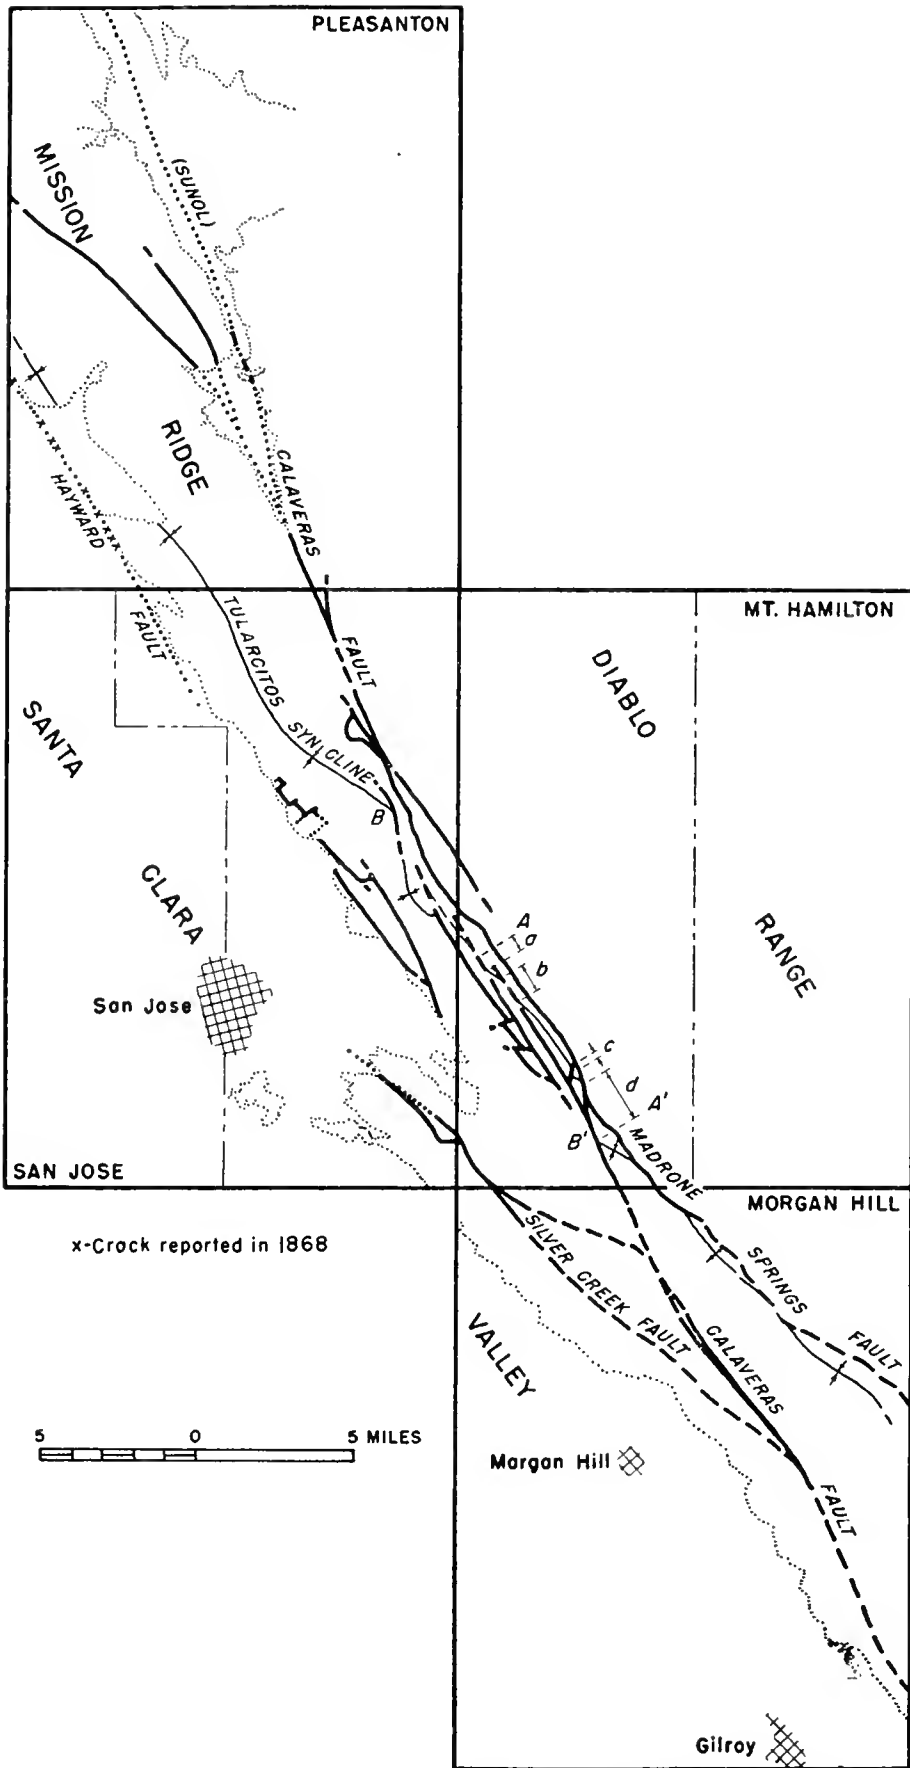 PLEASANTON
MISSION
(SUNOL)
RIDGE
CALAVERAS
HAYWARD
FAULT
MT. HAMILTON
TULARCITOS SYNCLINE
FAULT
DIABLO
SANTA
B
CLARA
A
a
b
RANGE
San Jose
c
d
A'
B'
MADRONE
SAN JOSE
MORGAN HILL
x-Crack reported in 1868
SILVER CREEK FAULT
SPRINGS
VALLEY
CALAVERAS
FAULT
5 0 5 MILES
Morgan Hill
FAULT
Gilroy